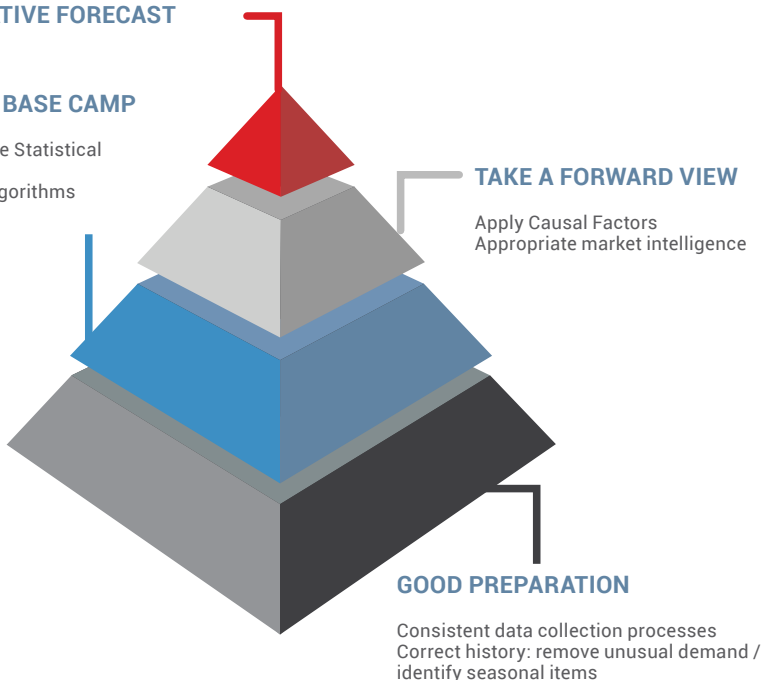 TIVE FORECAST
BASE CAMP
e Statistical
gorithms
TAKE A FORWARD VIEW
Apply Causal Factors
Appropriate market intelligence
GOOD PREPARATION
Consistent data collection processes
Correct history: remove unusual demand /
identify seasonal items